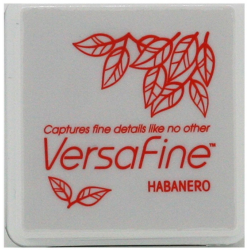 Captures fine details like no other
VersaFine™
HABANERO